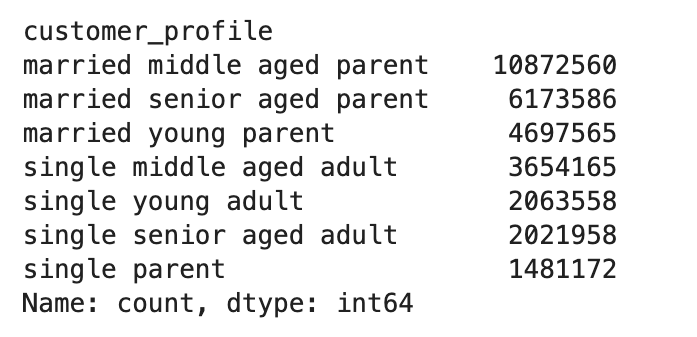 customer_profile
married middle aged parent    10872560
married senior aged parent     6173586
married young parent           4697565
single middle aged adult       3654165
single young adult             2063558
single senior aged adult       2021958
single parent                  1481172
Name: count, dtype: int64